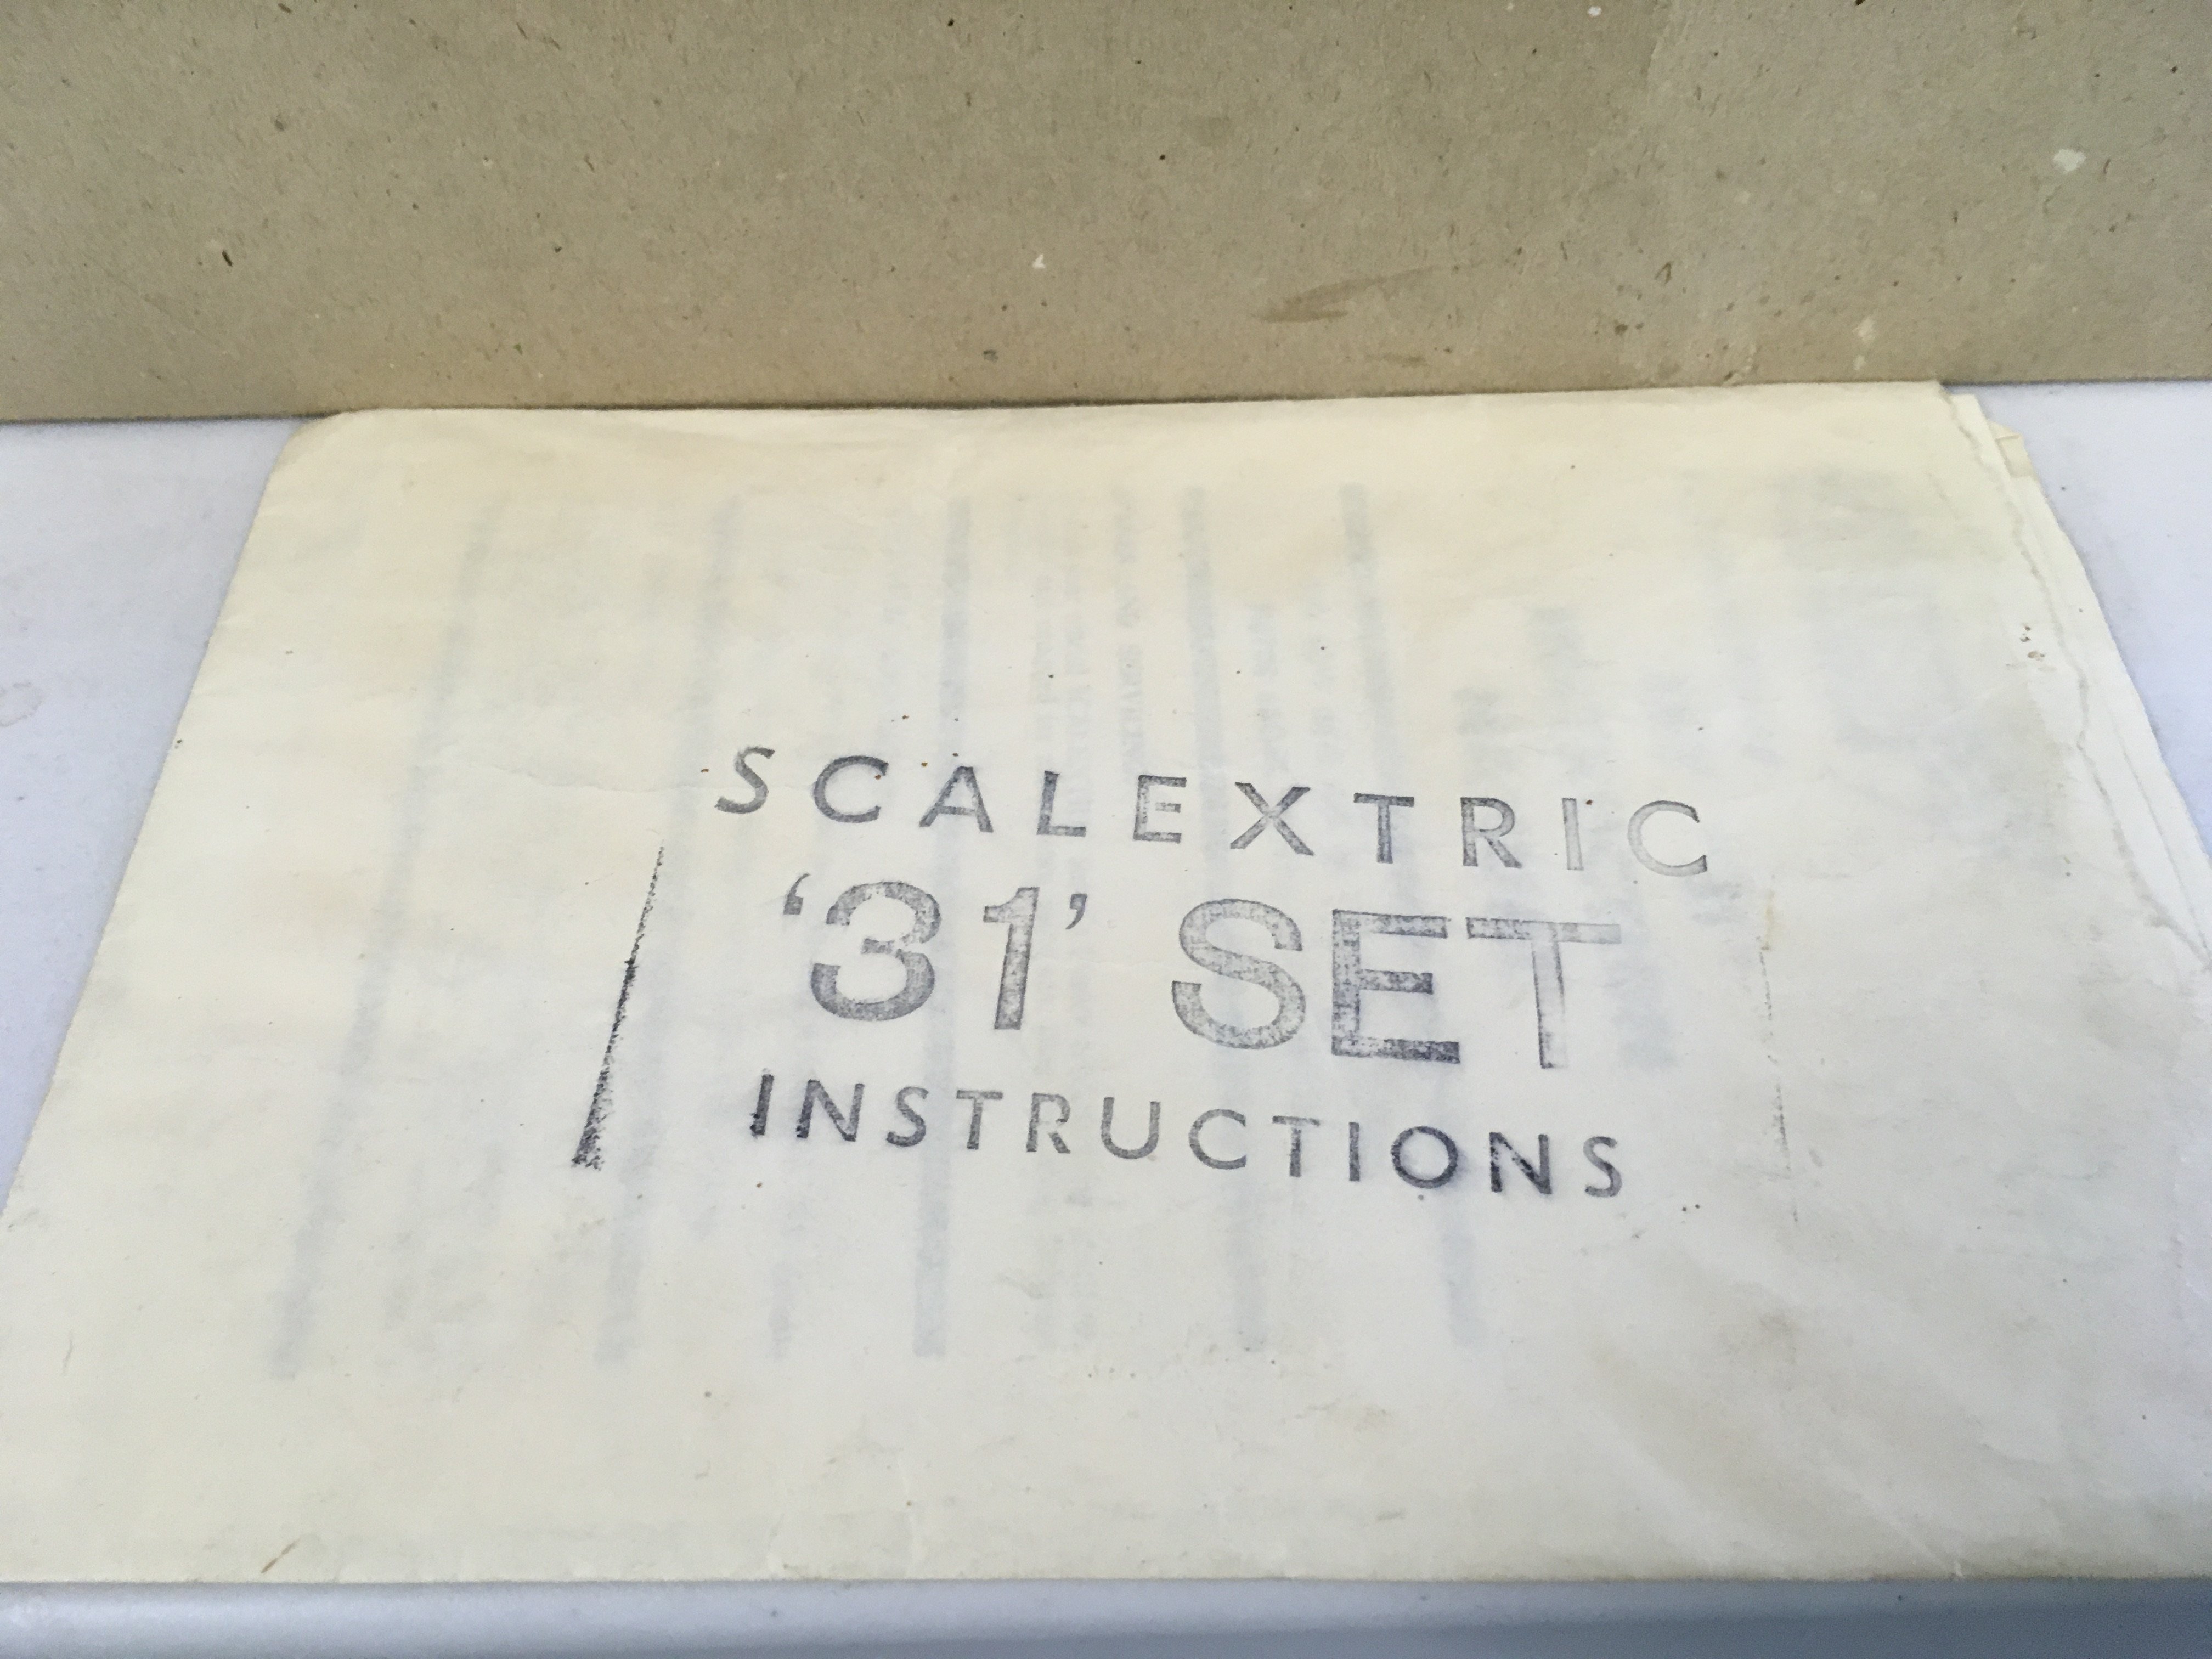 SCALEXTRIC
‘31’ SET
INSTRUCTIONS